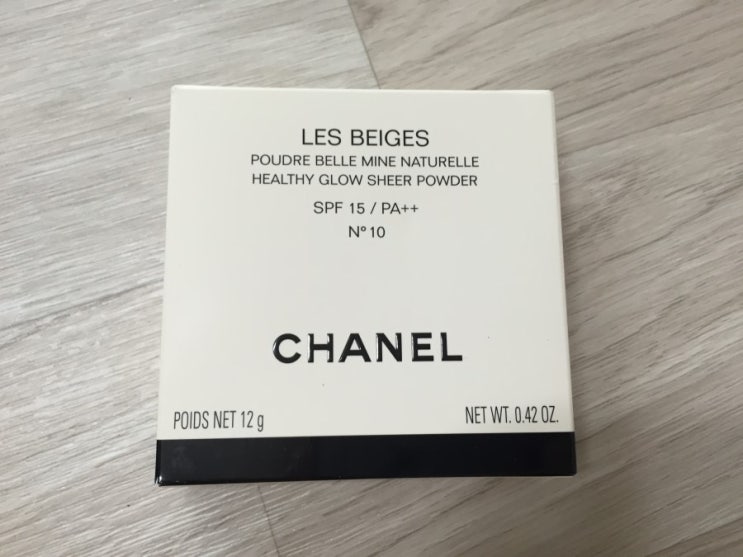 LES BEIGES
POUDRE BELLE MINE NATURELLE
HEALTHY GLOW SHEER POWDER
SPF 15 / PA++
N° 10
CHANEL
POIDS NET 12 g NET WT. 0.42 OZ.